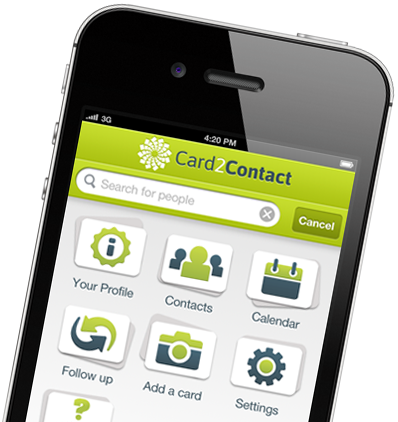 3G
4:20 PM
Card2Contact
Search for people
Cancel
Your Profile
Contacts
Calendar
Follow up
Add a card
Settings
?